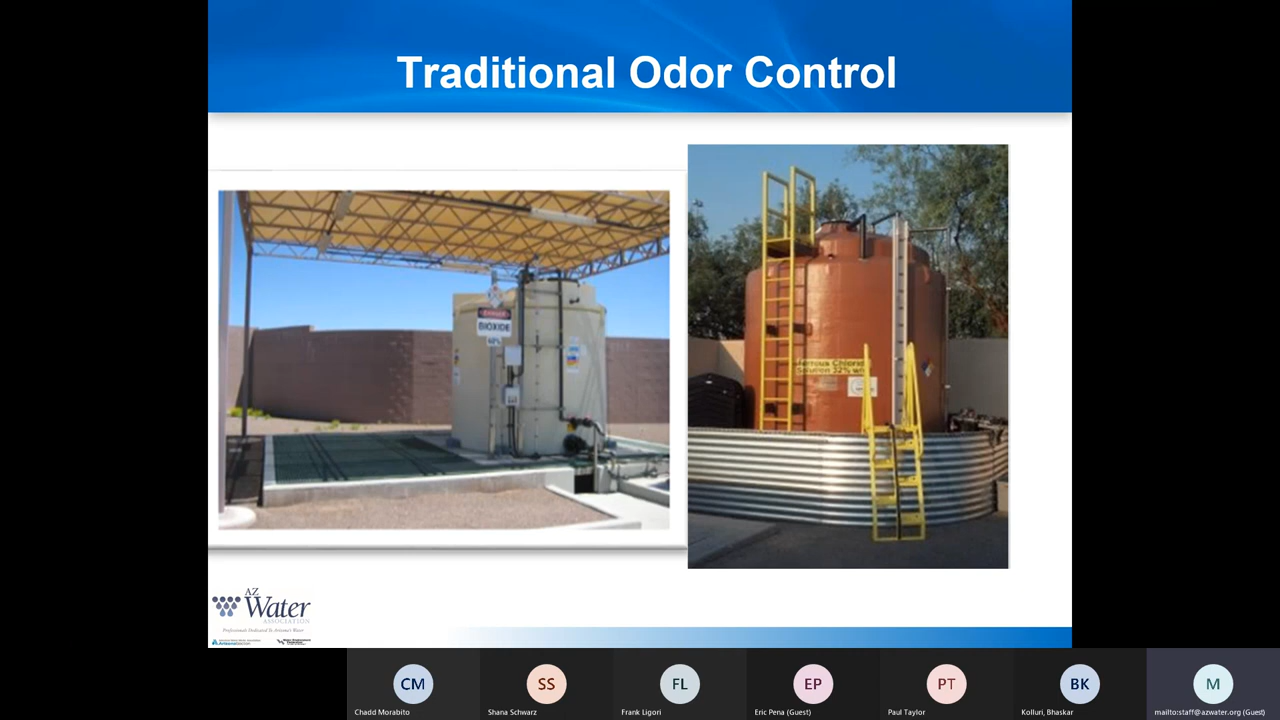 Traditional Odor Control
DANGER
BIOXIDE
Ferrous Chloride
Solution 32% w/w
AZ
Water
ASSOCIATION
Professionals Dedicated To Arizona's Water
CM
SS
FL
EP
PT
BK
M
Chadd Morabito
Shana Schwarz
Frank Ligori
Eric Pena (Guest)
Paul Taylor
Kolluri, Bhaskar
mailto:staff@azwater.org (Guest)